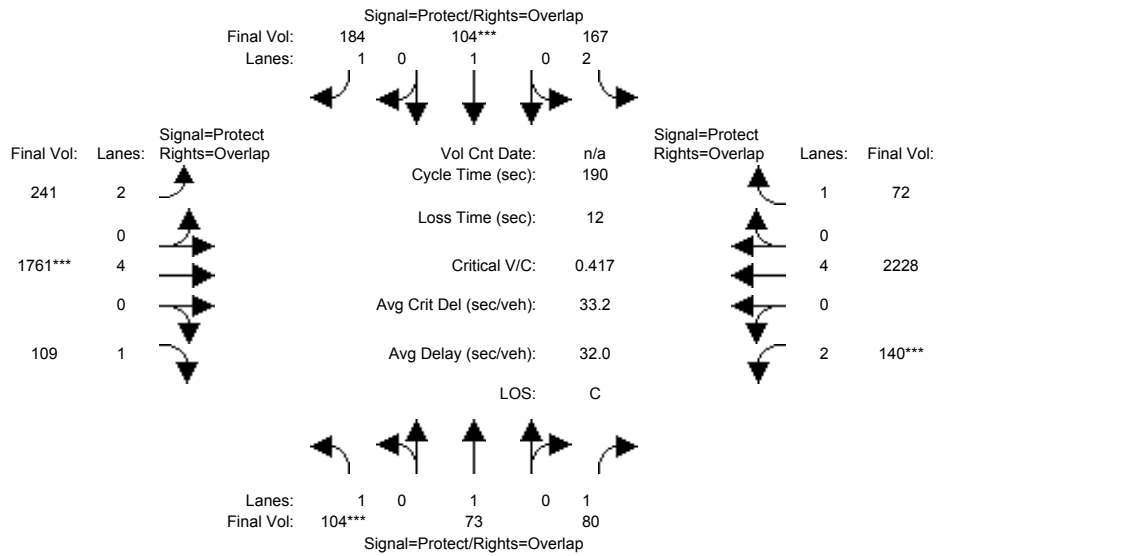 Signal=Protect/Rights=Overlap
Final Vol: 184 104*** 167
Lanes: 1 0 1 0 2
Signal=Protect Signal=Protect
Final Vol: Lanes: Rights=Overlap Vol Cnt Date: n/a Rights=Overlap Lanes: Final Vol:
Cycle Time (sec): 190
241 2 1 72
Loss Time (sec): 12
0 0
1761*** 4 Critical V/C: 0.417 4 2228
0 Avg Crit Del (sec/veh): 33.2 0
109 1 Avg Delay (sec/veh): 32.0 2 140***
LOS: C
Lanes: 1 0 1 0 1
Final Vol: 104*** 73 80
Signal=Protect/Rights=Overlap